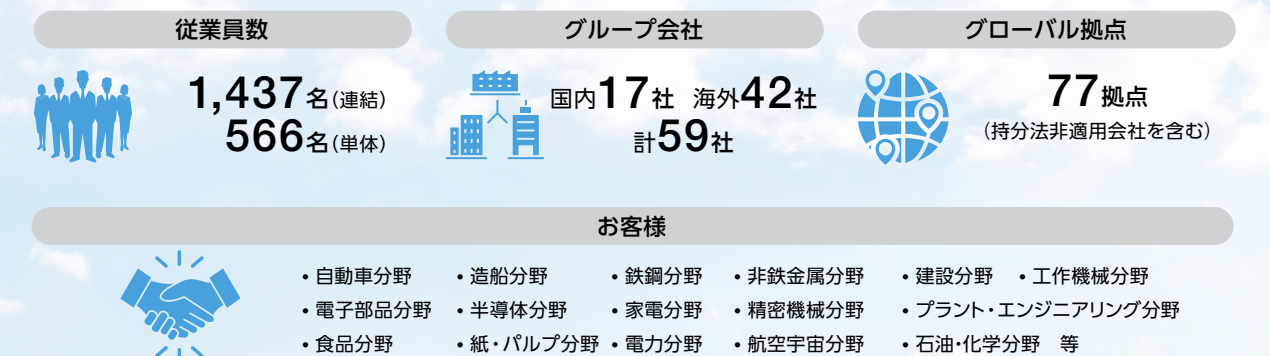 従業員数
1,437名(連結)
566名(単体)
グループ会社
国内17社 海外42社
計59社
グローバル拠点
77拠点
(持分法非適用会社を含む)
お客様
• 自動車分野 • 造船分野 • 鉄鋼分野 • 非鉄金属分野 • 建設分野 • 工作機械分野
• 電子部品分野 • 半導体分野 • 家電分野 • 精密機械分野 • プラント・エンジニアリング分野
• 食品分野 • 紙・パルプ分野 • 電力分野 • 航空宇宙分野 • 石油・化学分野 等